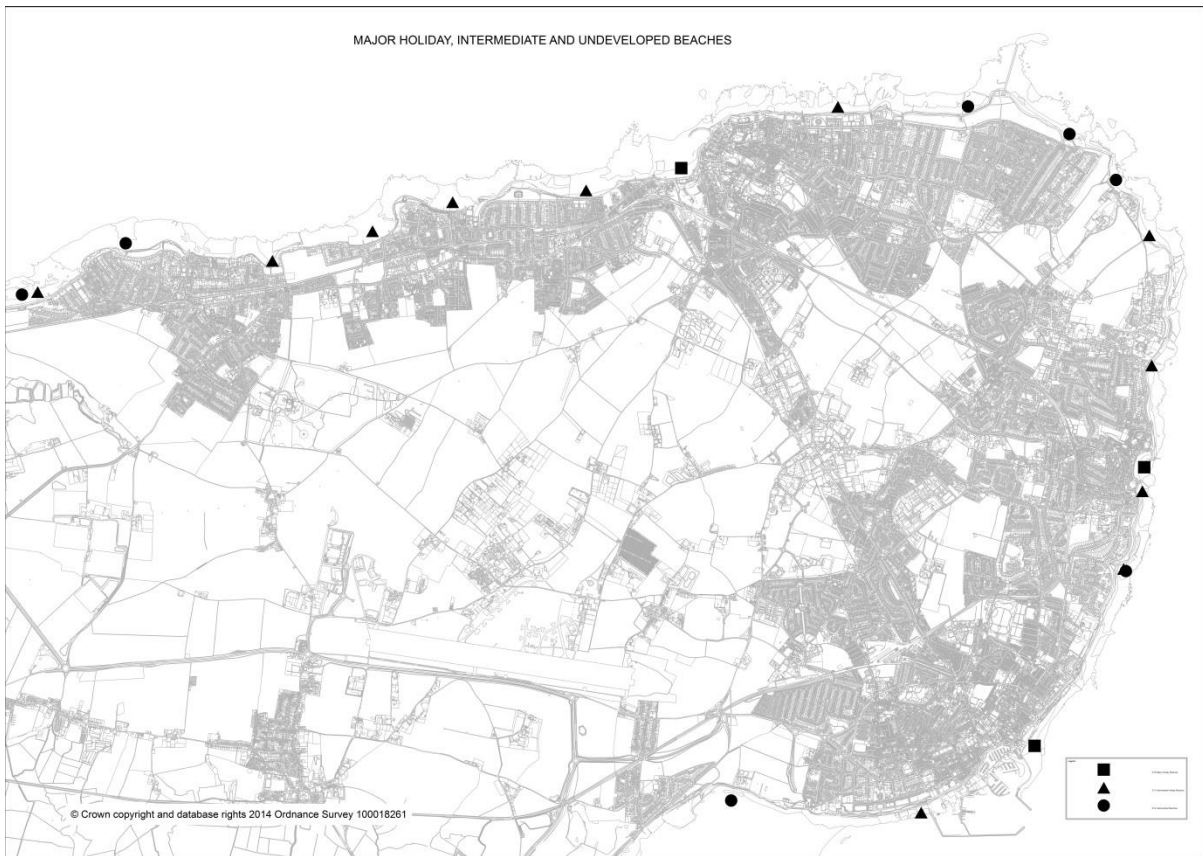 MAJOR HOLIDAY, INTERMEDIATE AND UNDEVELOPED BEACHES
© Crown copyright and database rights 2014 Ordnance Survey 100018261